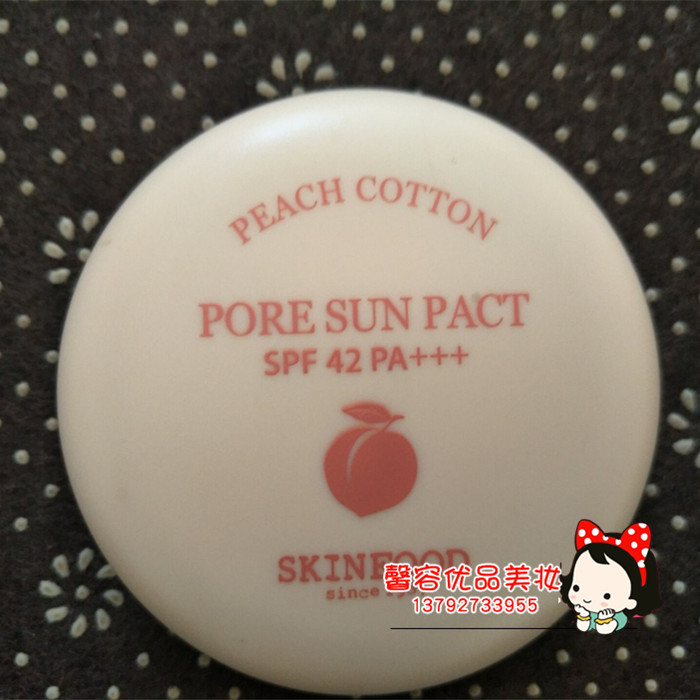 PEACH COTTON
PORE SUN PACT
SPF 42 PA+++
SKINFOOD
since
馨容优品美妆
13792733955